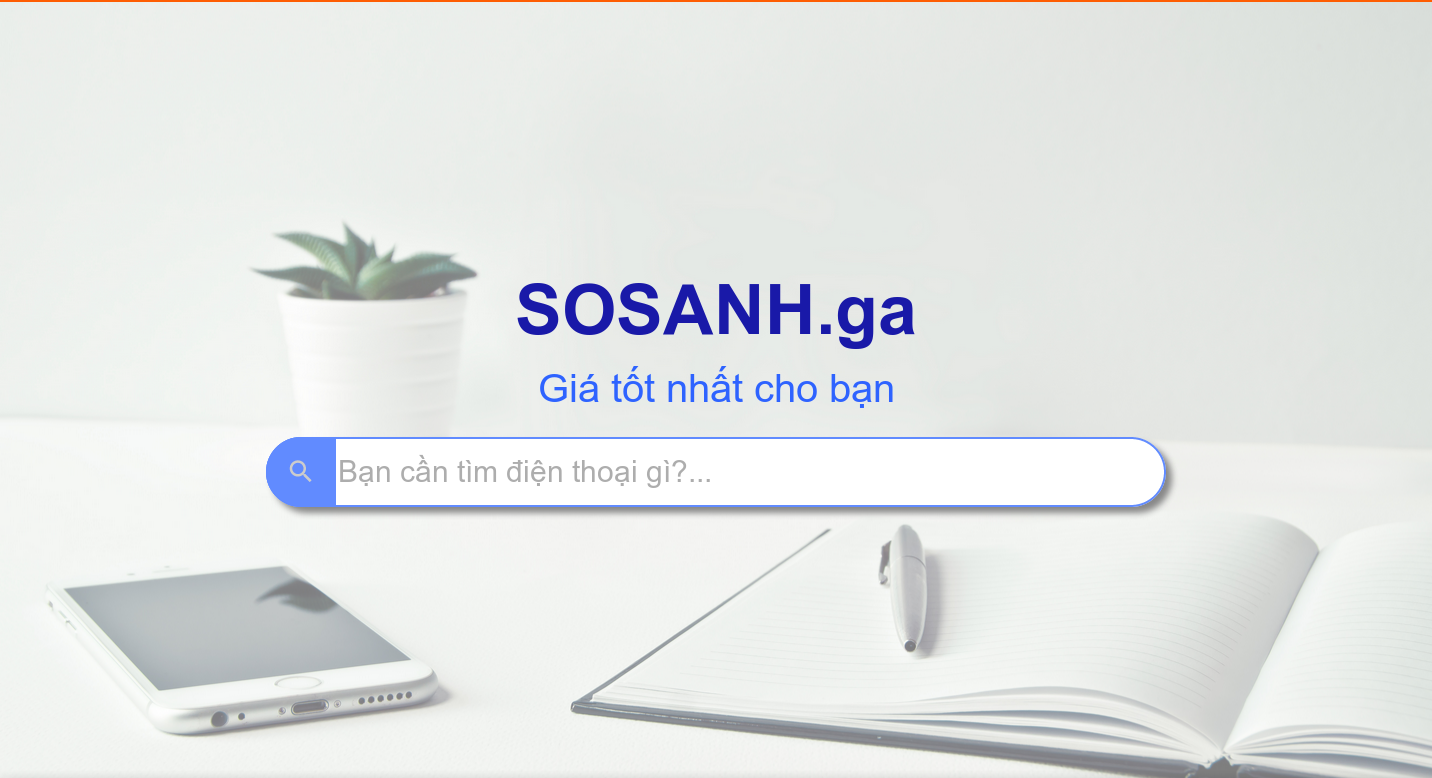 SOSANH.ga
Giá tốt nhất cho bạn
Bạn cần tìm điện thoại gì?...